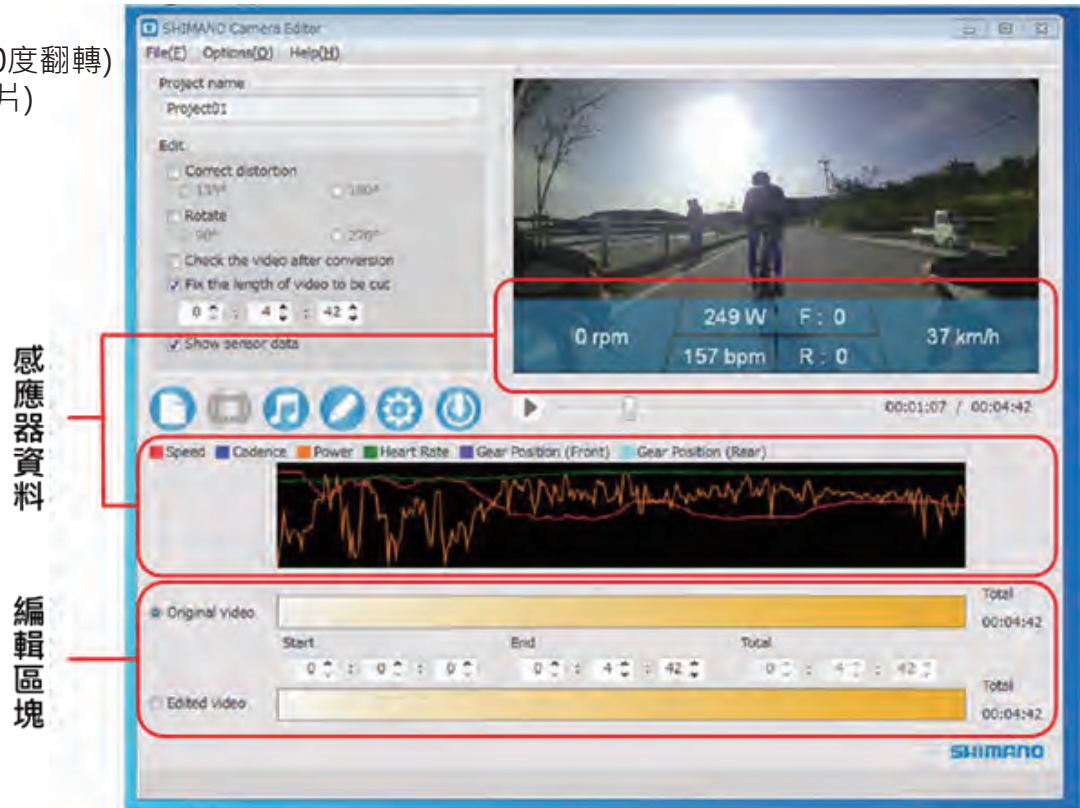 0度翻轉)
片)
SHIMANO Camera Editor
File(E) Options(O) Help(H)
Project name
Project01
Edit
Correct distortion
180°
Rotate
90° 270°
Check the video after conversion
Fix the length of video to be cut
0 : 4 : 42
Show sensor data
0 rpm
249 W F : 0
157 bpm R : 0
37 km/h
00:01:07 / 00:04:42
感應器資料
Speed Cadence Power Heart Rate Gear Position (Front) Gear Position (Rear)
編輯區塊
Original video
Total
00:04:42
Start End Total
0 : 0 : 0 0 : 4 : 42 0 : 4 : 42
Edited video
Total
00:04:42
SHIMANO